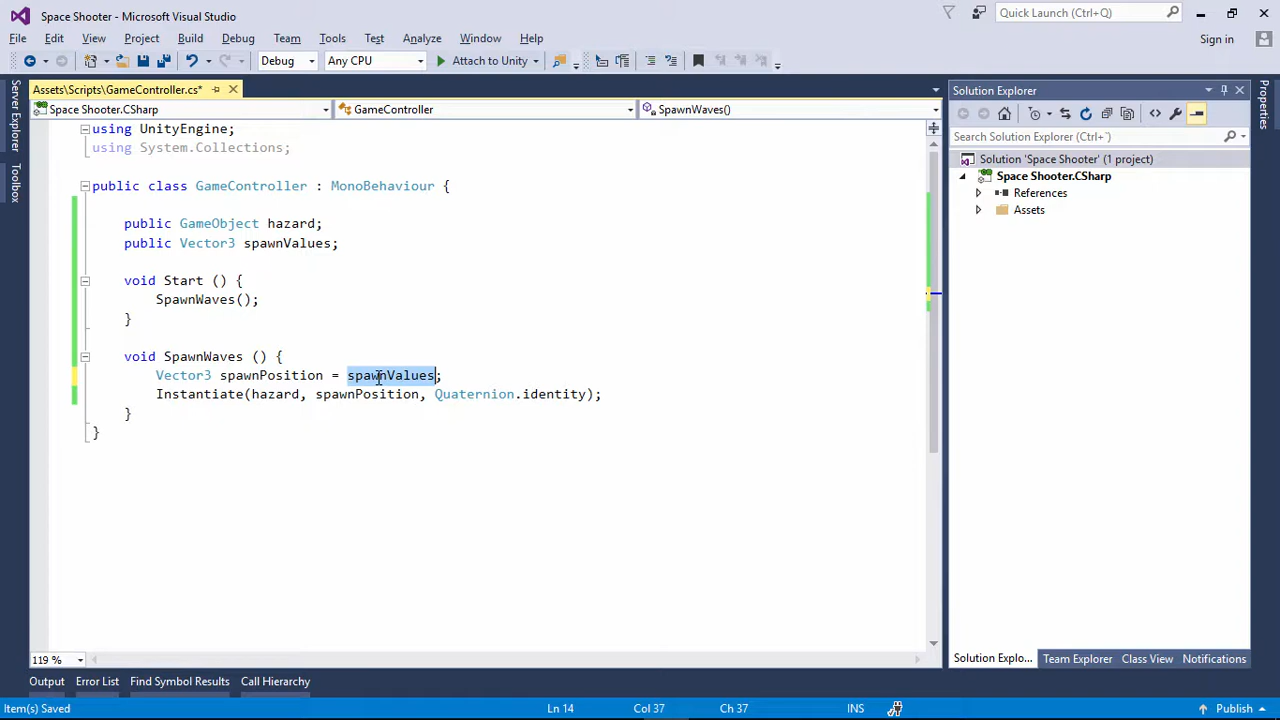 Space Shooter - Microsoft Visual Studio
Quick Launch (Ctrl+Q)
File Edit View Project Build Debug Team Tools Test Analyze Window Help
Sign in
Debug Any CPU Attach to Unity
Assets\Scripts\GameController.cs*
Space Shooter.CSharp GameController SpawnWaves()
Server Explorer
Toolbox
using UnityEngine;
using System.Collections;
public class GameController : MonoBehaviour {
public GameObject hazard;
public Vector3 spawnValues;
void Start () {
SpawnWaves();
}
void SpawnWaves () {
Vector3 spawnPosition = spawnValues;
Instantiate(hazard, spawnPosition, Quaternion.identity);
}
}
119 %
Solution Explorer
Search Solution Explorer (Ctrl+`)
Solution 'Space Shooter' (1 project)
Space Shooter.CSharp
References
Assets
Solution Explo... Team Explorer Class View Notifications
Properties
Output Error List Find Symbol Results Call Hierarchy
Item(s) Saved Ln 14 Col 37 Ch 37 INS Publish